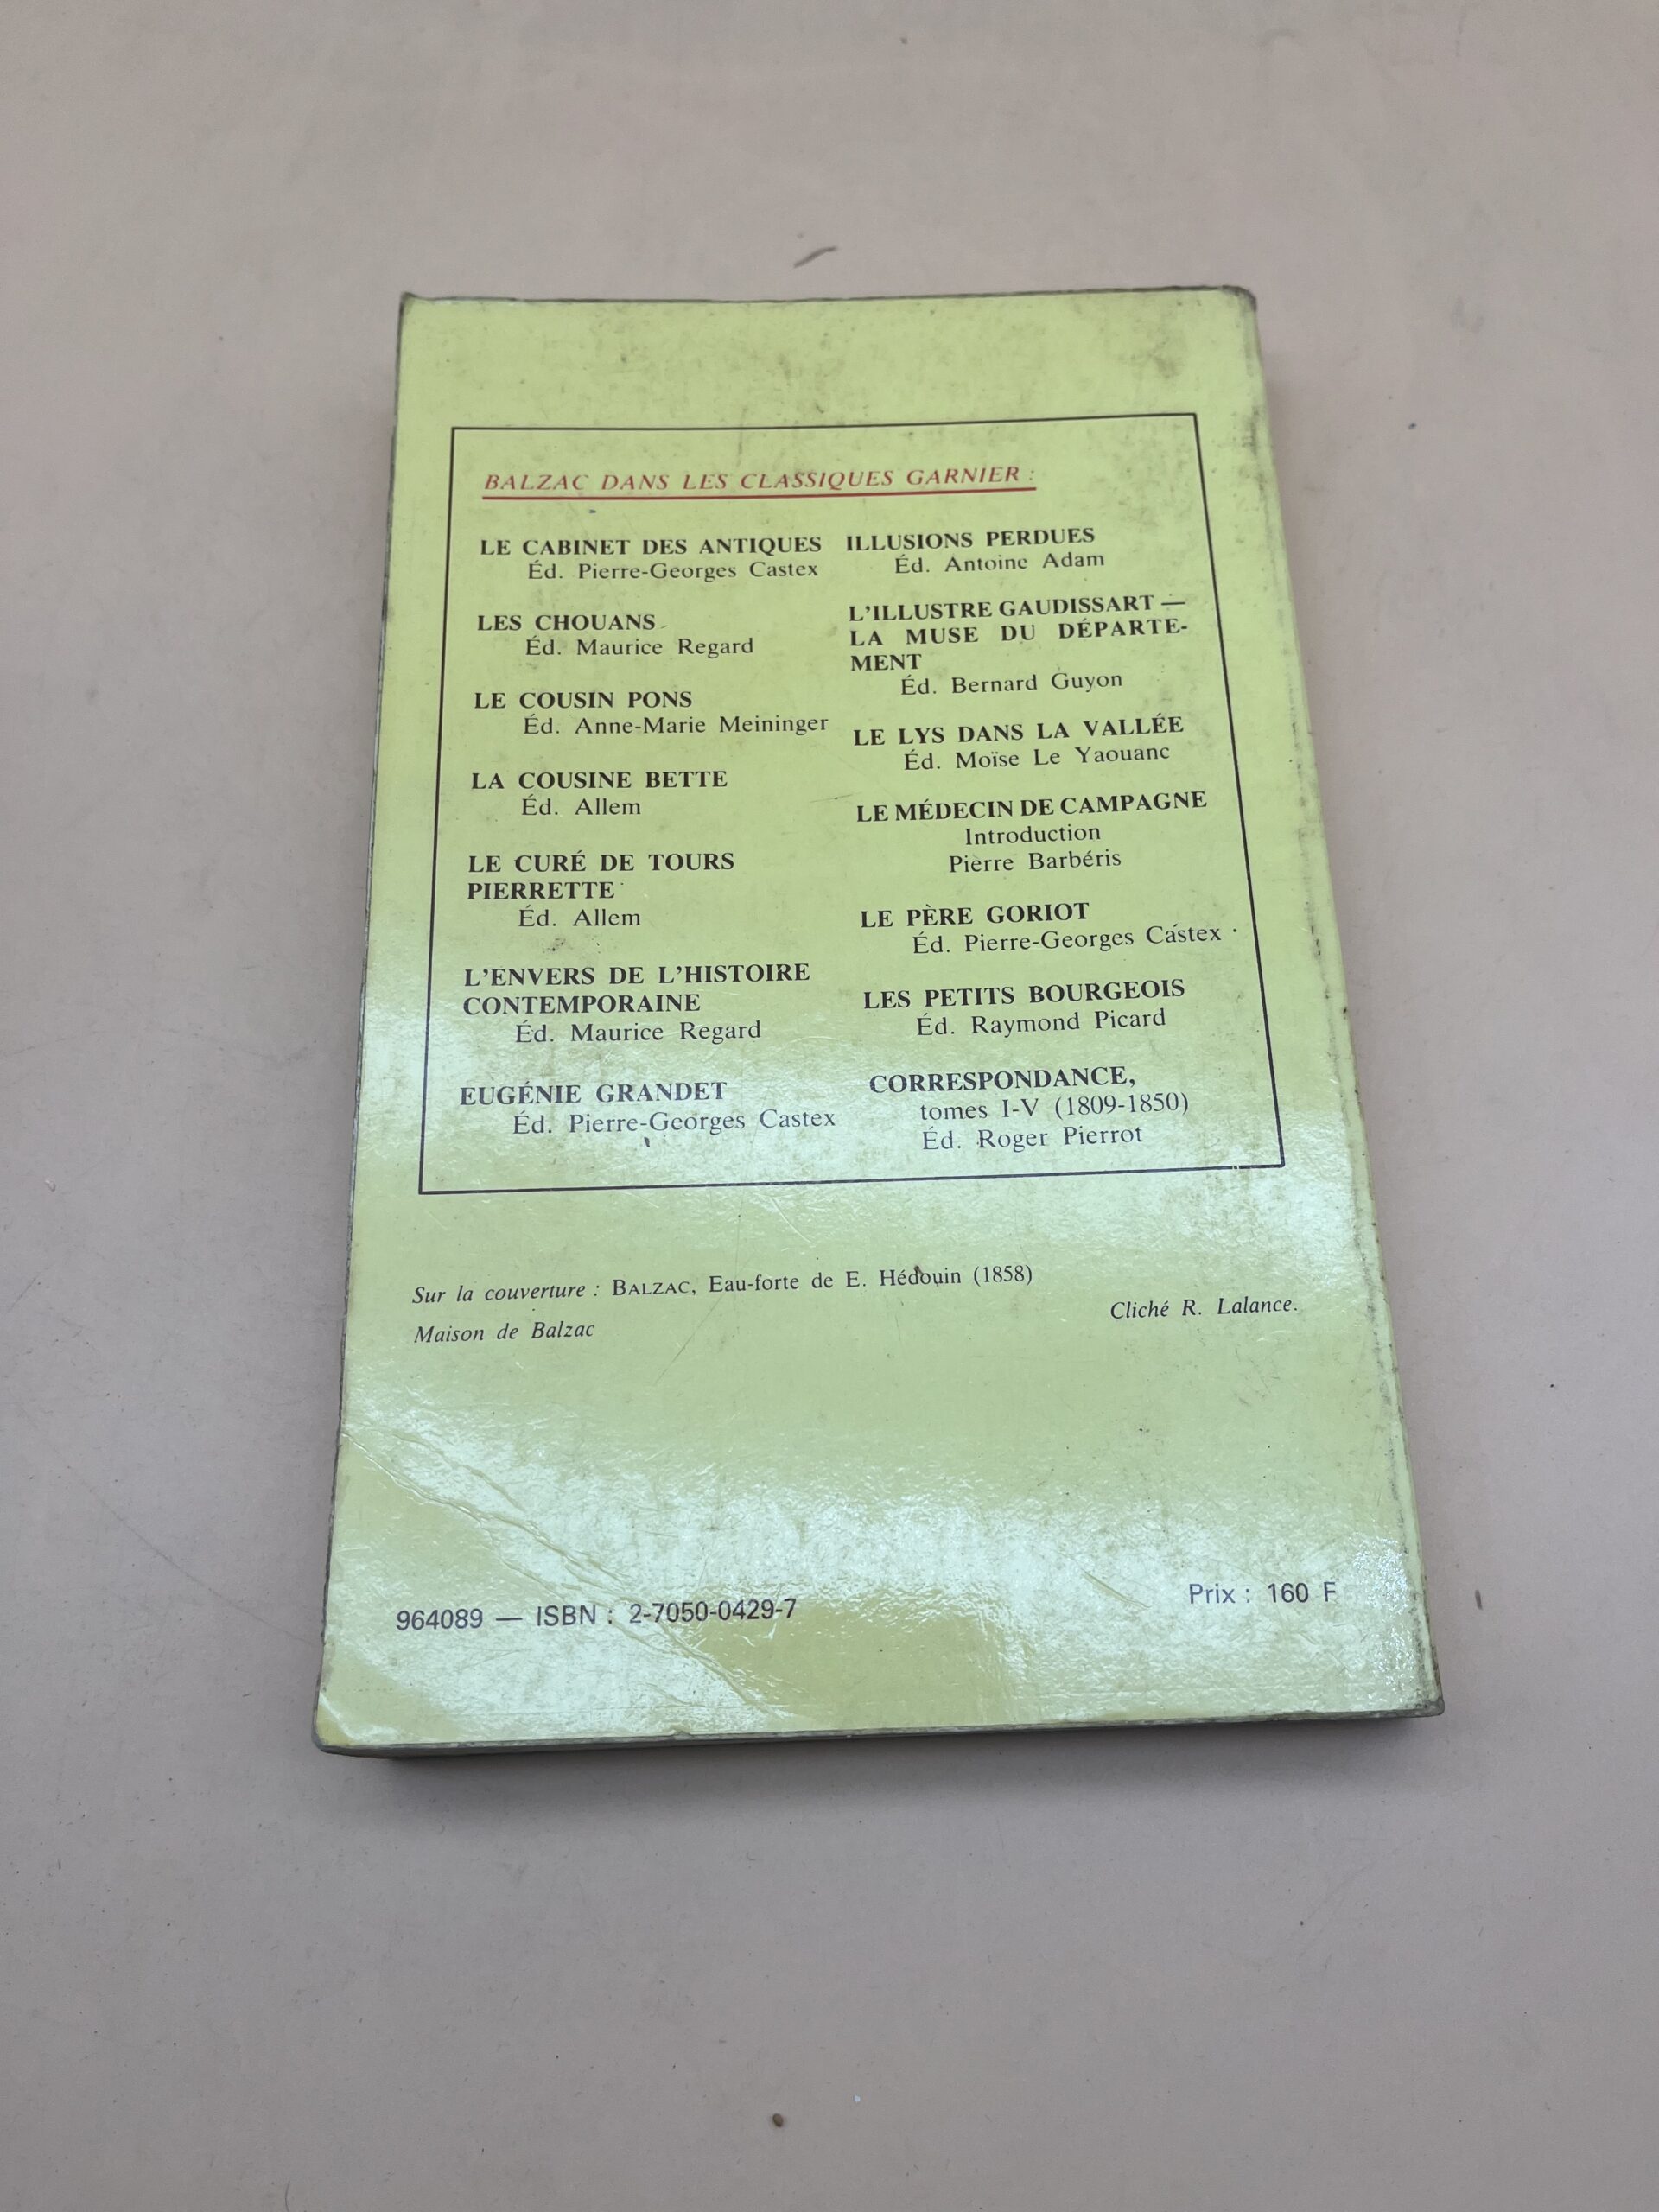 BALZAC DANS LES CLASSIQUES GARNIER :
LE CABINET DES ANTIQUES
Éd. Pierre-Georges Castex
LES CHOUANS
Éd. Maurice Regard
LE COUSIN PONS
Éd. Anne-Marie Meininger
LA COUSINE BETTE
Éd. Allem
LE CURÉ DE TOURS
PIERRETTE
Éd. Allem
L'ENVERS DE L'HISTOIRE
CONTEMPORAINE
Éd. Maurice Regard
EUGÉNIE GRANDET
Éd. Pierre-Georges Castex
ILLUSIONS PERDUES
Éd. Antoine Adam
L'ILLUSTRE GAUDISSART —
LA MUSE DU DÉPARTE-
MENT
Éd. Bernard Guyon
LE LYS DANS LA VALLÉE
Éd. Moïse Le Yaouanc
LE MÉDECIN DE CAMPAGNE
Introduction
Pierre Barbéris
LE PÈRE GORIOT
Éd. Pierre-Georges Castex
LES PETITS BOURGEOIS
Éd. Raymond Picard
CORRESPONDANCE,
tomes I-V (1809-1850)
Éd. Roger Pierrot
Sur la couverture : BALZAC, Eau-forte de E. Hédouin (1858)
Cliché R. Lalance.
Maison de Balzac
964089 — ISBN : 2-7050-0429-7
Prix : 160 F